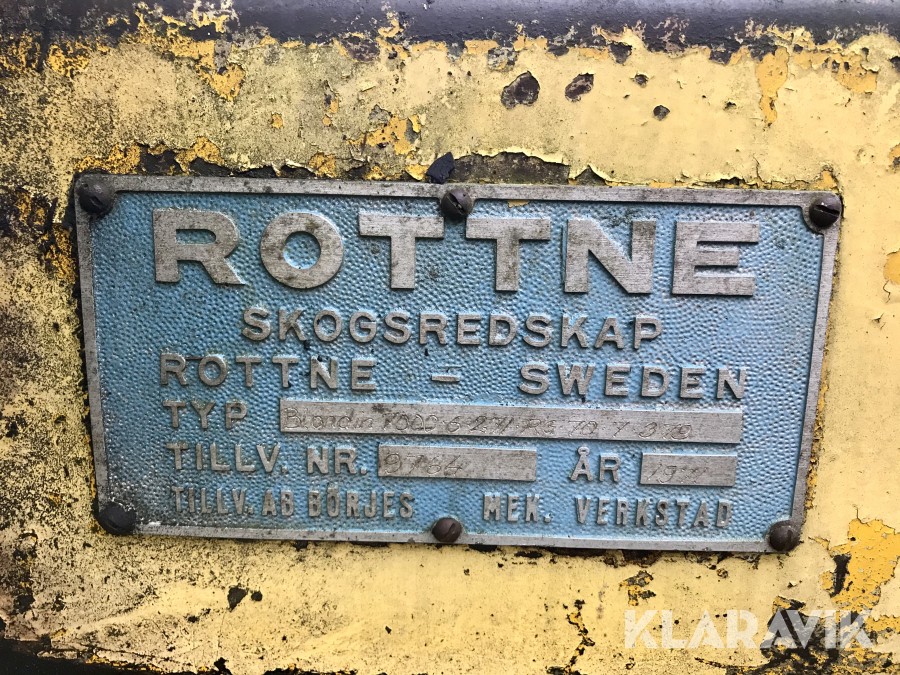 ROTTNE
SKOGSREDSKAP
ROTTNE – SWEDEN
TYP
TILLV. NR. ÅR
TILLV. AB BÖRJES MEK. VERKSTAD
KLARAVIK